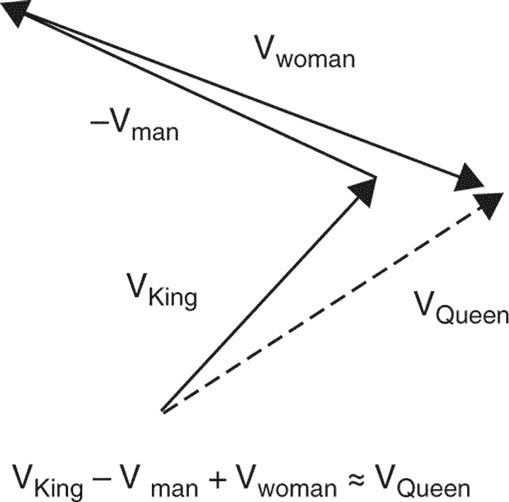 V_woman
–V_man
V_King
V_Queen
V_King – V_man + V_woman ≈ V_Queen